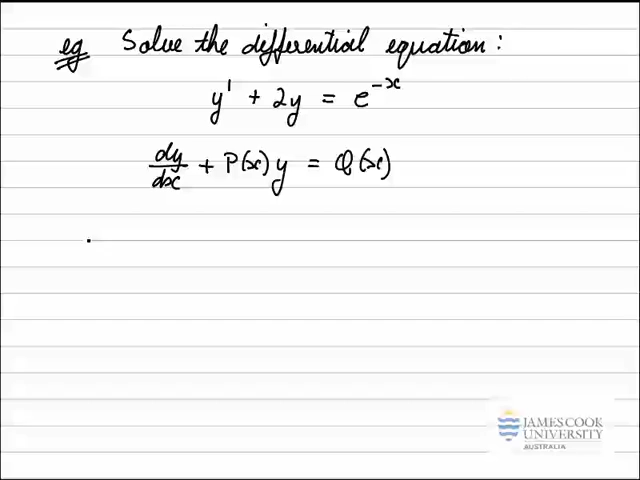 eg Solve the differential equation:
y' + 2y = e^{-x}
dy/dx + P(x) y = Q(x)
JAMES COOK
UNIVERSITY
AUSTRALIA